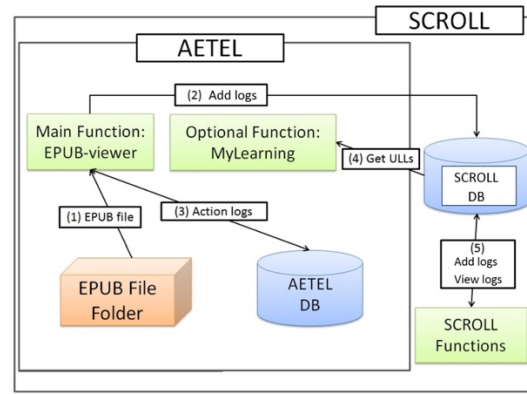 SCROLL
AETEL
(2) Add logs
Main Function:
EPUB-viewer
Optional Function:
MyLearning
(4) Get ULLs
SCROLL
DB
(1) EPUB file
(3) Action logs
(5)
Add logs
View logs
EPUB File
Folder
AETEL
DB
SCROLL
Functions